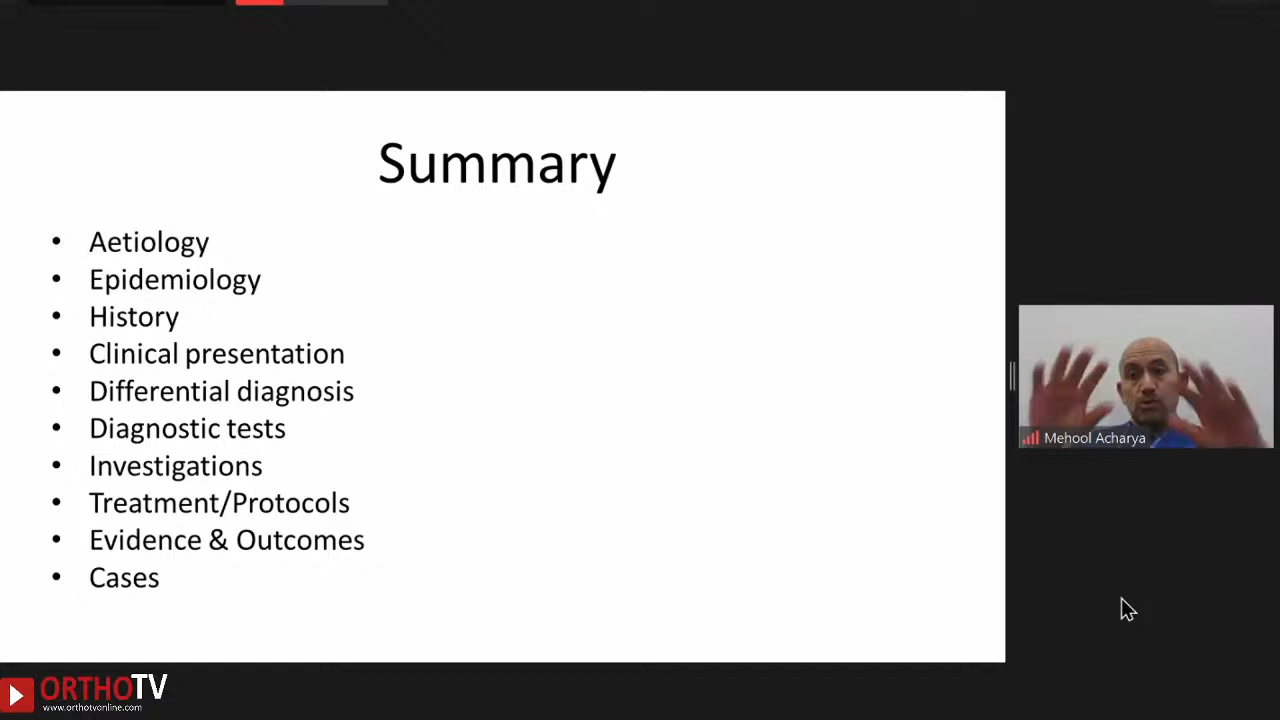 Summary
• Aetiology
• Epidemiology
• History
• Clinical presentation
• Differential diagnosis
• Diagnostic tests
• Investigations
• Treatment/Protocols
• Evidence & Outcomes
• Cases
Mehool Acharya
ORTHOTV
www.orthotvonline.com